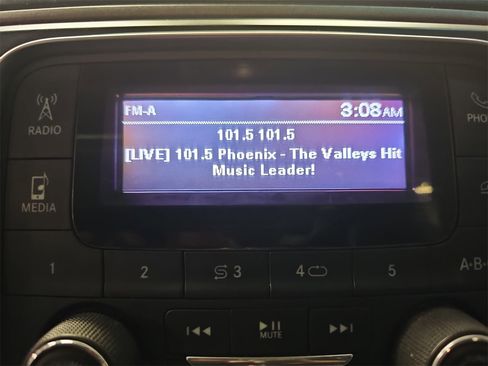 FM-A 3:08AM
101.5 101.5
[LIVE] 101.5 Phoenix - The Valleys Hit
Music Leader!
RADIO
PHO
MEDIA
1 2 3 4 5 A·B·
MUTE